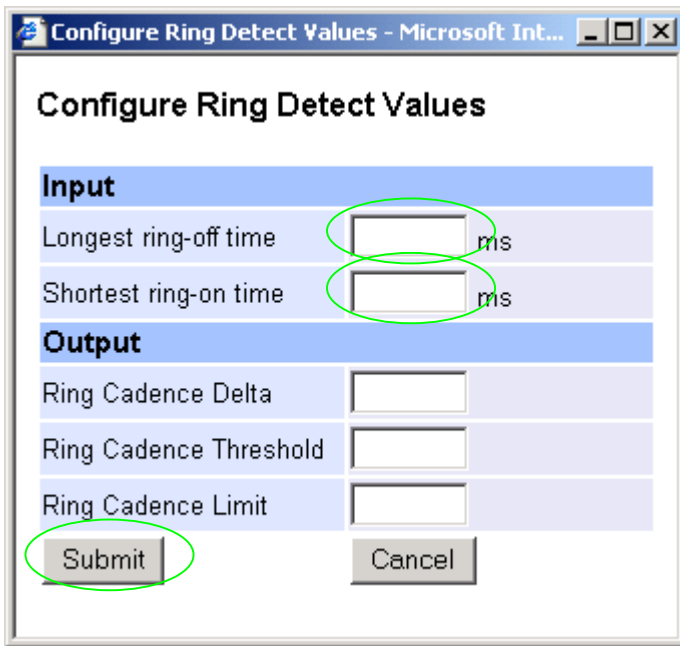 Configure Ring Detect Values - Microsoft Int...
Configure Ring Detect Values
Input
Longest ring-off time ms
Shortest ring-on time ms
Output
Ring Cadence Delta
Ring Cadence Threshold
Ring Cadence Limit
Submit Cancel